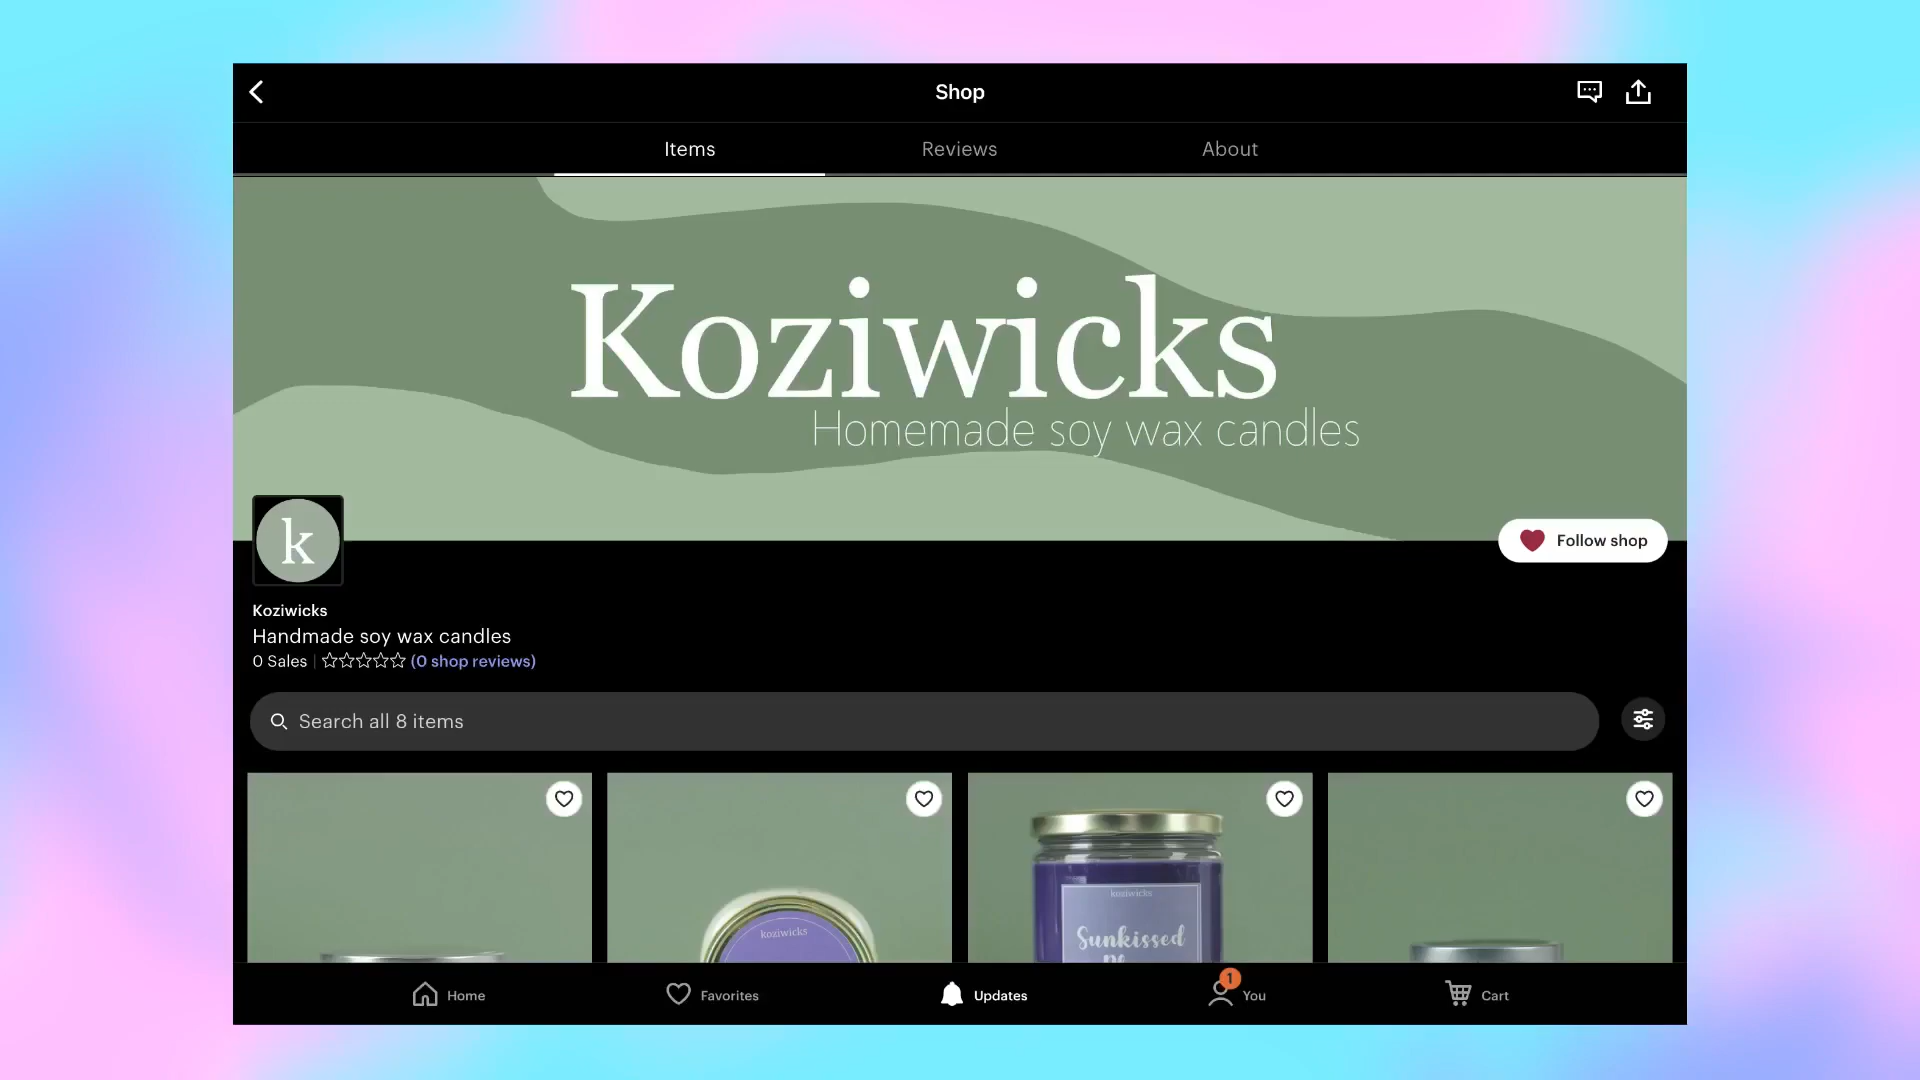 Shop
Items
Reviews
About
Koziwicks
Homemade soy wax candles
k
Follow shop
Koziwicks
Handmade soy wax candles
0 Sales
(0 shop reviews)
Search all 8 items
koziwicks
koziwicks
Sunkissed
Home
Favorites
Updates
1
You
Cart